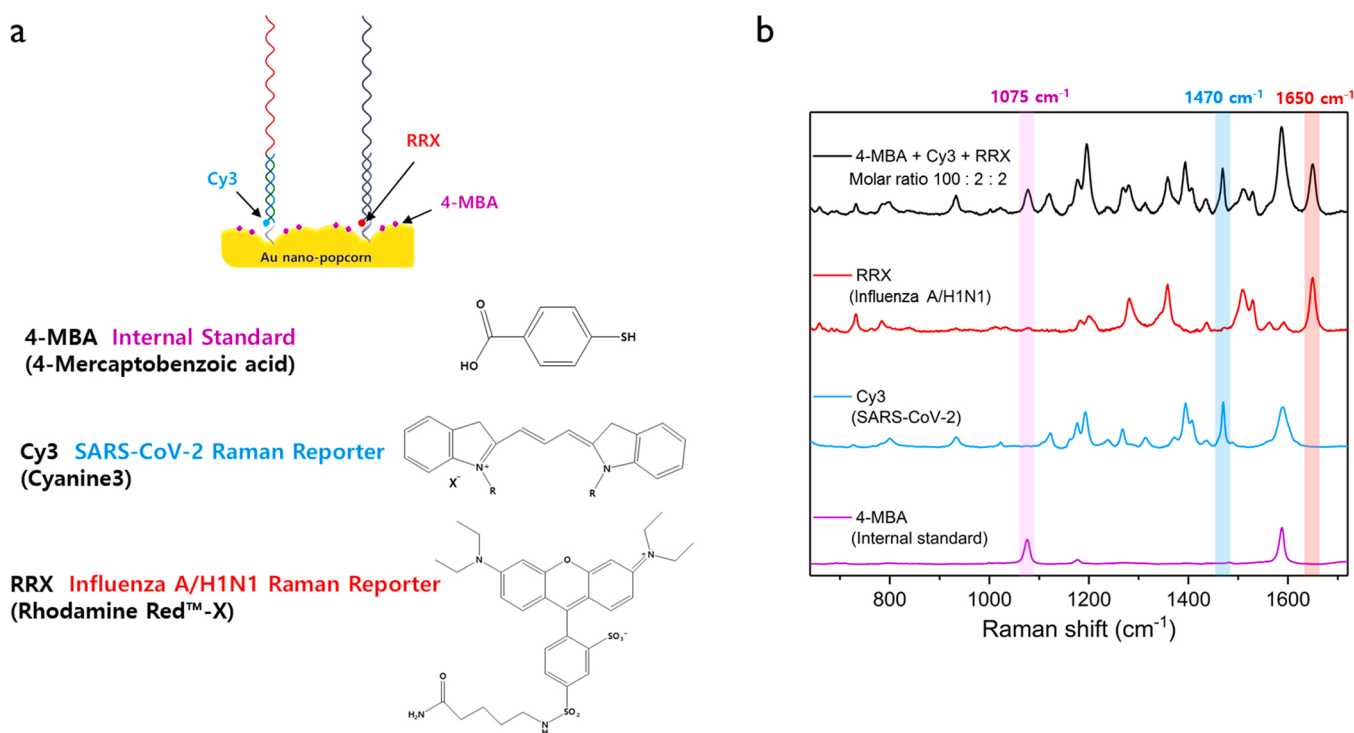 a
RRX
Cy3
4-MBA
Au nano-popcorn
4-MBA Internal Standard
(4-Mercaptobenzoic acid)
O
HO
SH
Cy3 SARS-CoV-2 Raman Reporter
(Cyanine3)
N+
X-
R
N
R
RRX Influenza A/H1N1 Raman Reporter
(Rhodamine Red™-X)
N
O
N+
SO₃⁻
O
H₂N
N
H
SO₂
b
1075 cm⁻¹
1470 cm⁻¹
1650 cm⁻¹
4-MBA + Cy3 + RRX
Molar ratio 100 : 2 : 2
RRX
(Influenza A/H1N1)
Cy3
(SARS-CoV-2)
4-MBA
(Internal standard)
800 1000 1200 1400 1600
Raman shift (cm⁻¹)